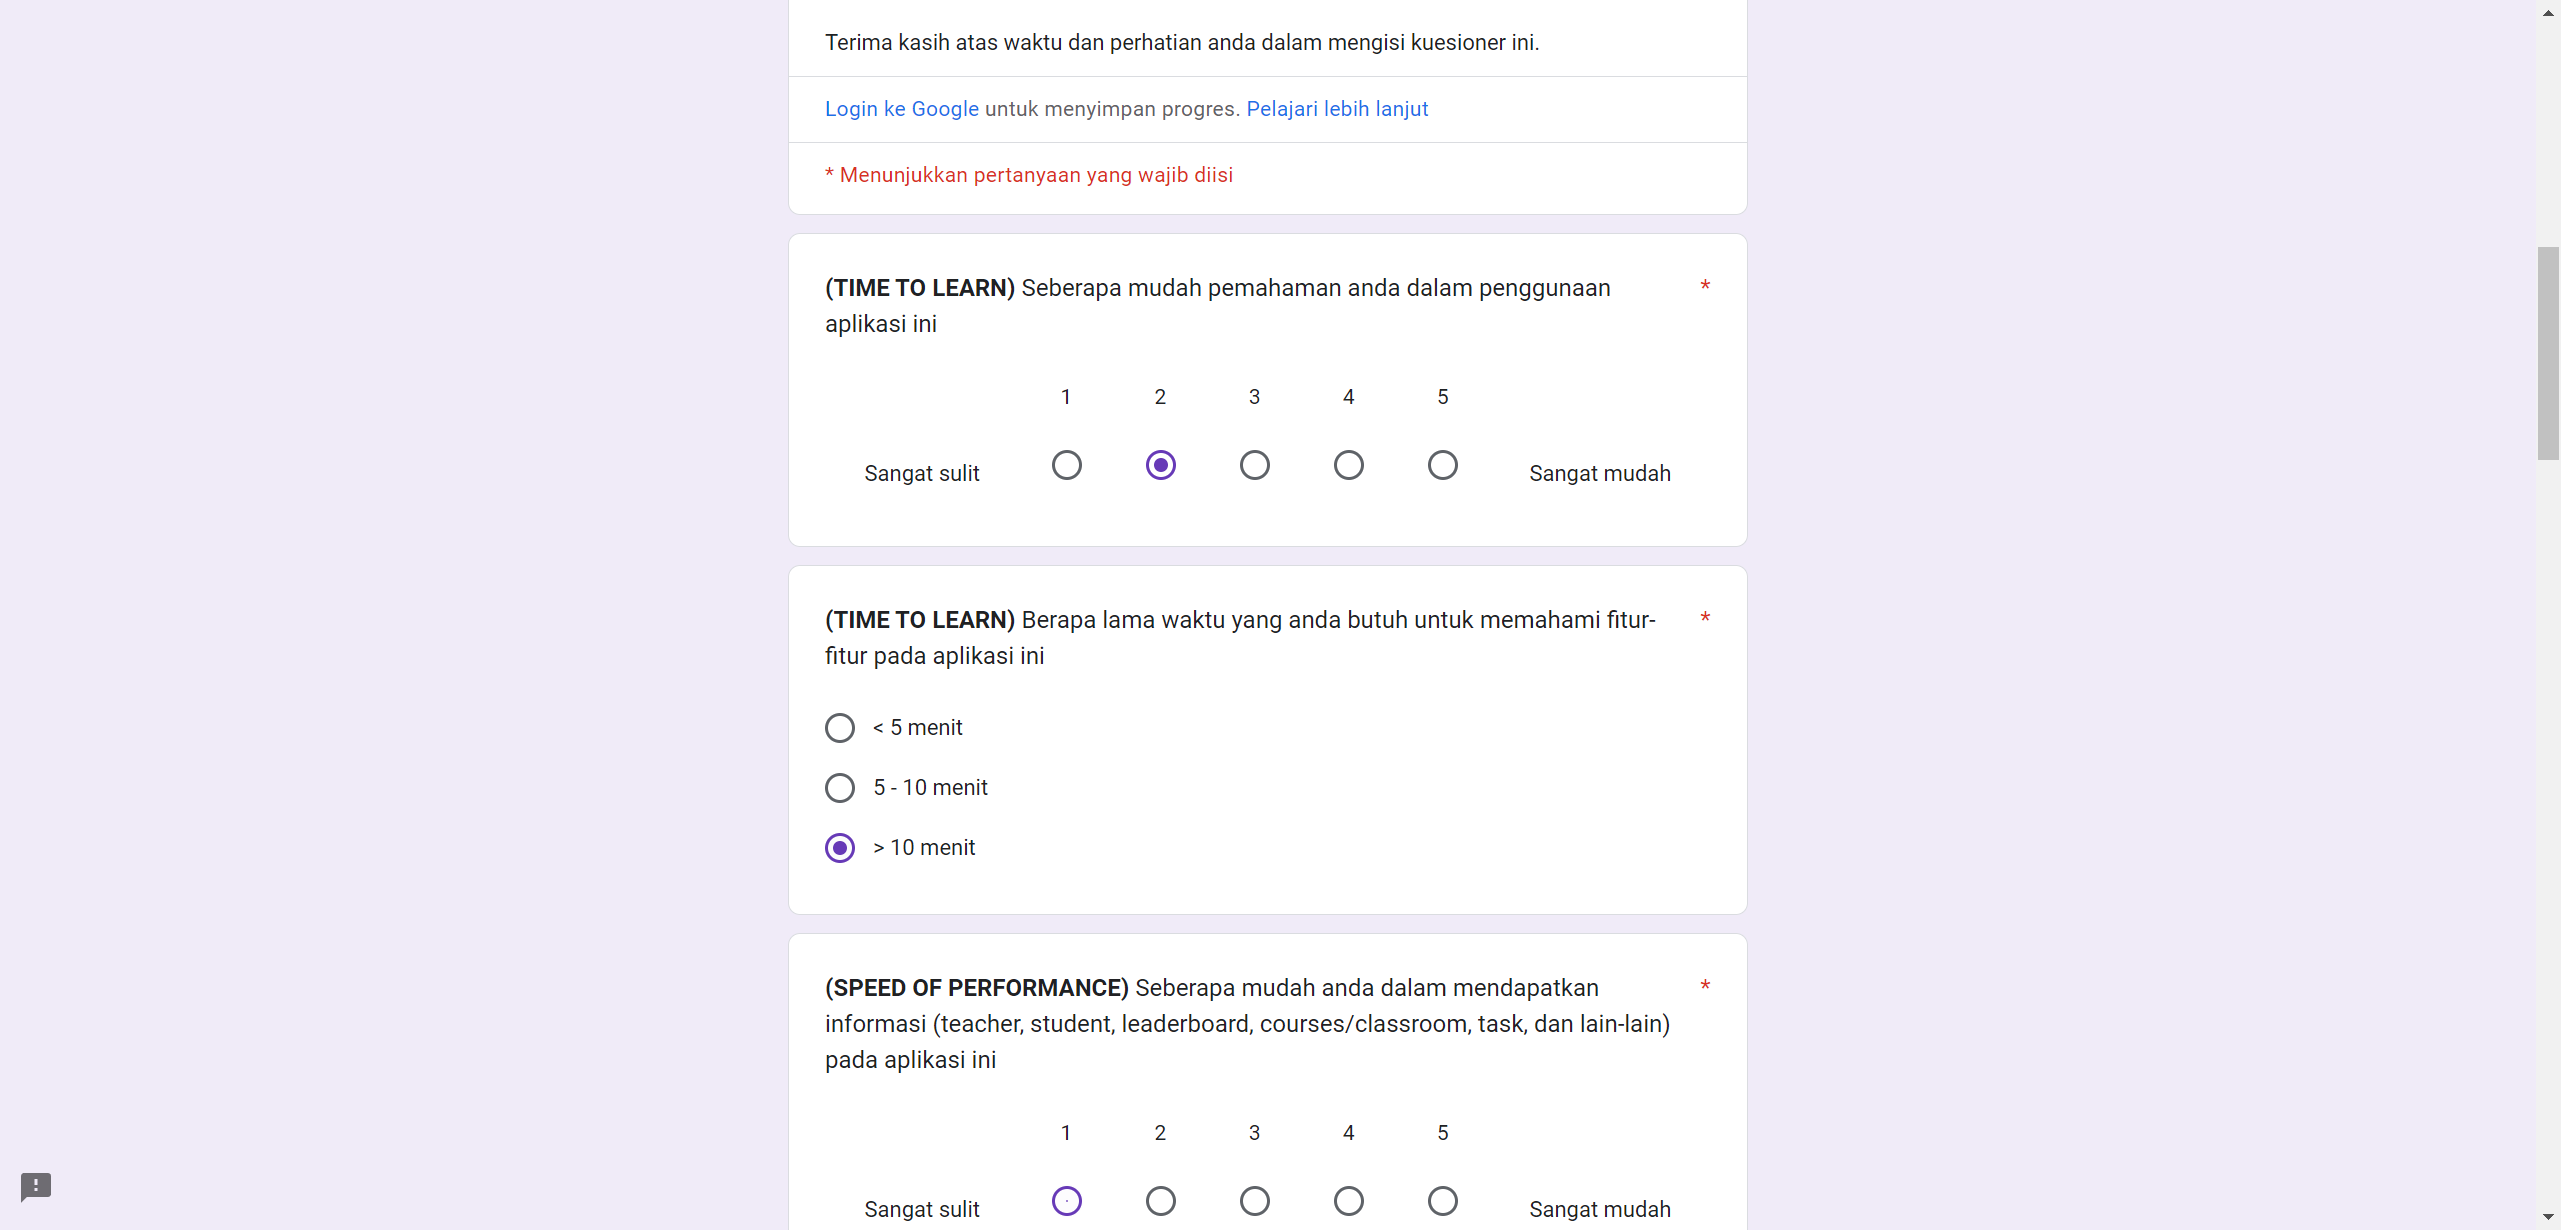 Terima kasih atas waktu dan perhatian anda dalam mengisi kuesioner ini.
Login ke Google untuk menyimpan progres. Pelajari lebih lanjut
* Menunjukkan pertanyaan yang wajib diisi
(TIME TO LEARN) Seberapa mudah pemahaman anda dalam penggunaan *
aplikasi ini
1 2 3 4 5
Sangat sulit Sangat mudah
(TIME TO LEARN) Berapa lama waktu yang anda butuh untuk memahami fitur- *
fitur pada aplikasi ini
< 5 menit
5 - 10 menit
> 10 menit
(SPEED OF PERFORMANCE) Seberapa mudah anda dalam mendapatkan *
informasi (teacher, student, leaderboard, courses/classroom, task, dan lain-lain)
pada aplikasi ini
1 2 3 4 5
Sangat sulit Sangat mudah